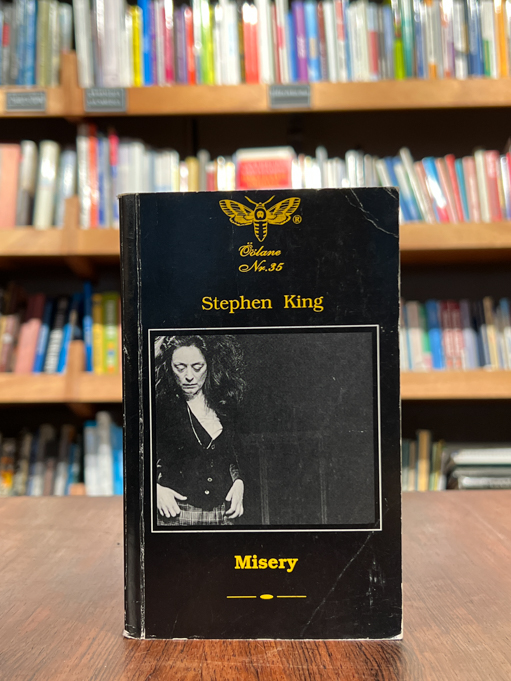 ®
Öölane
Nr.35
Stephen King
Misery